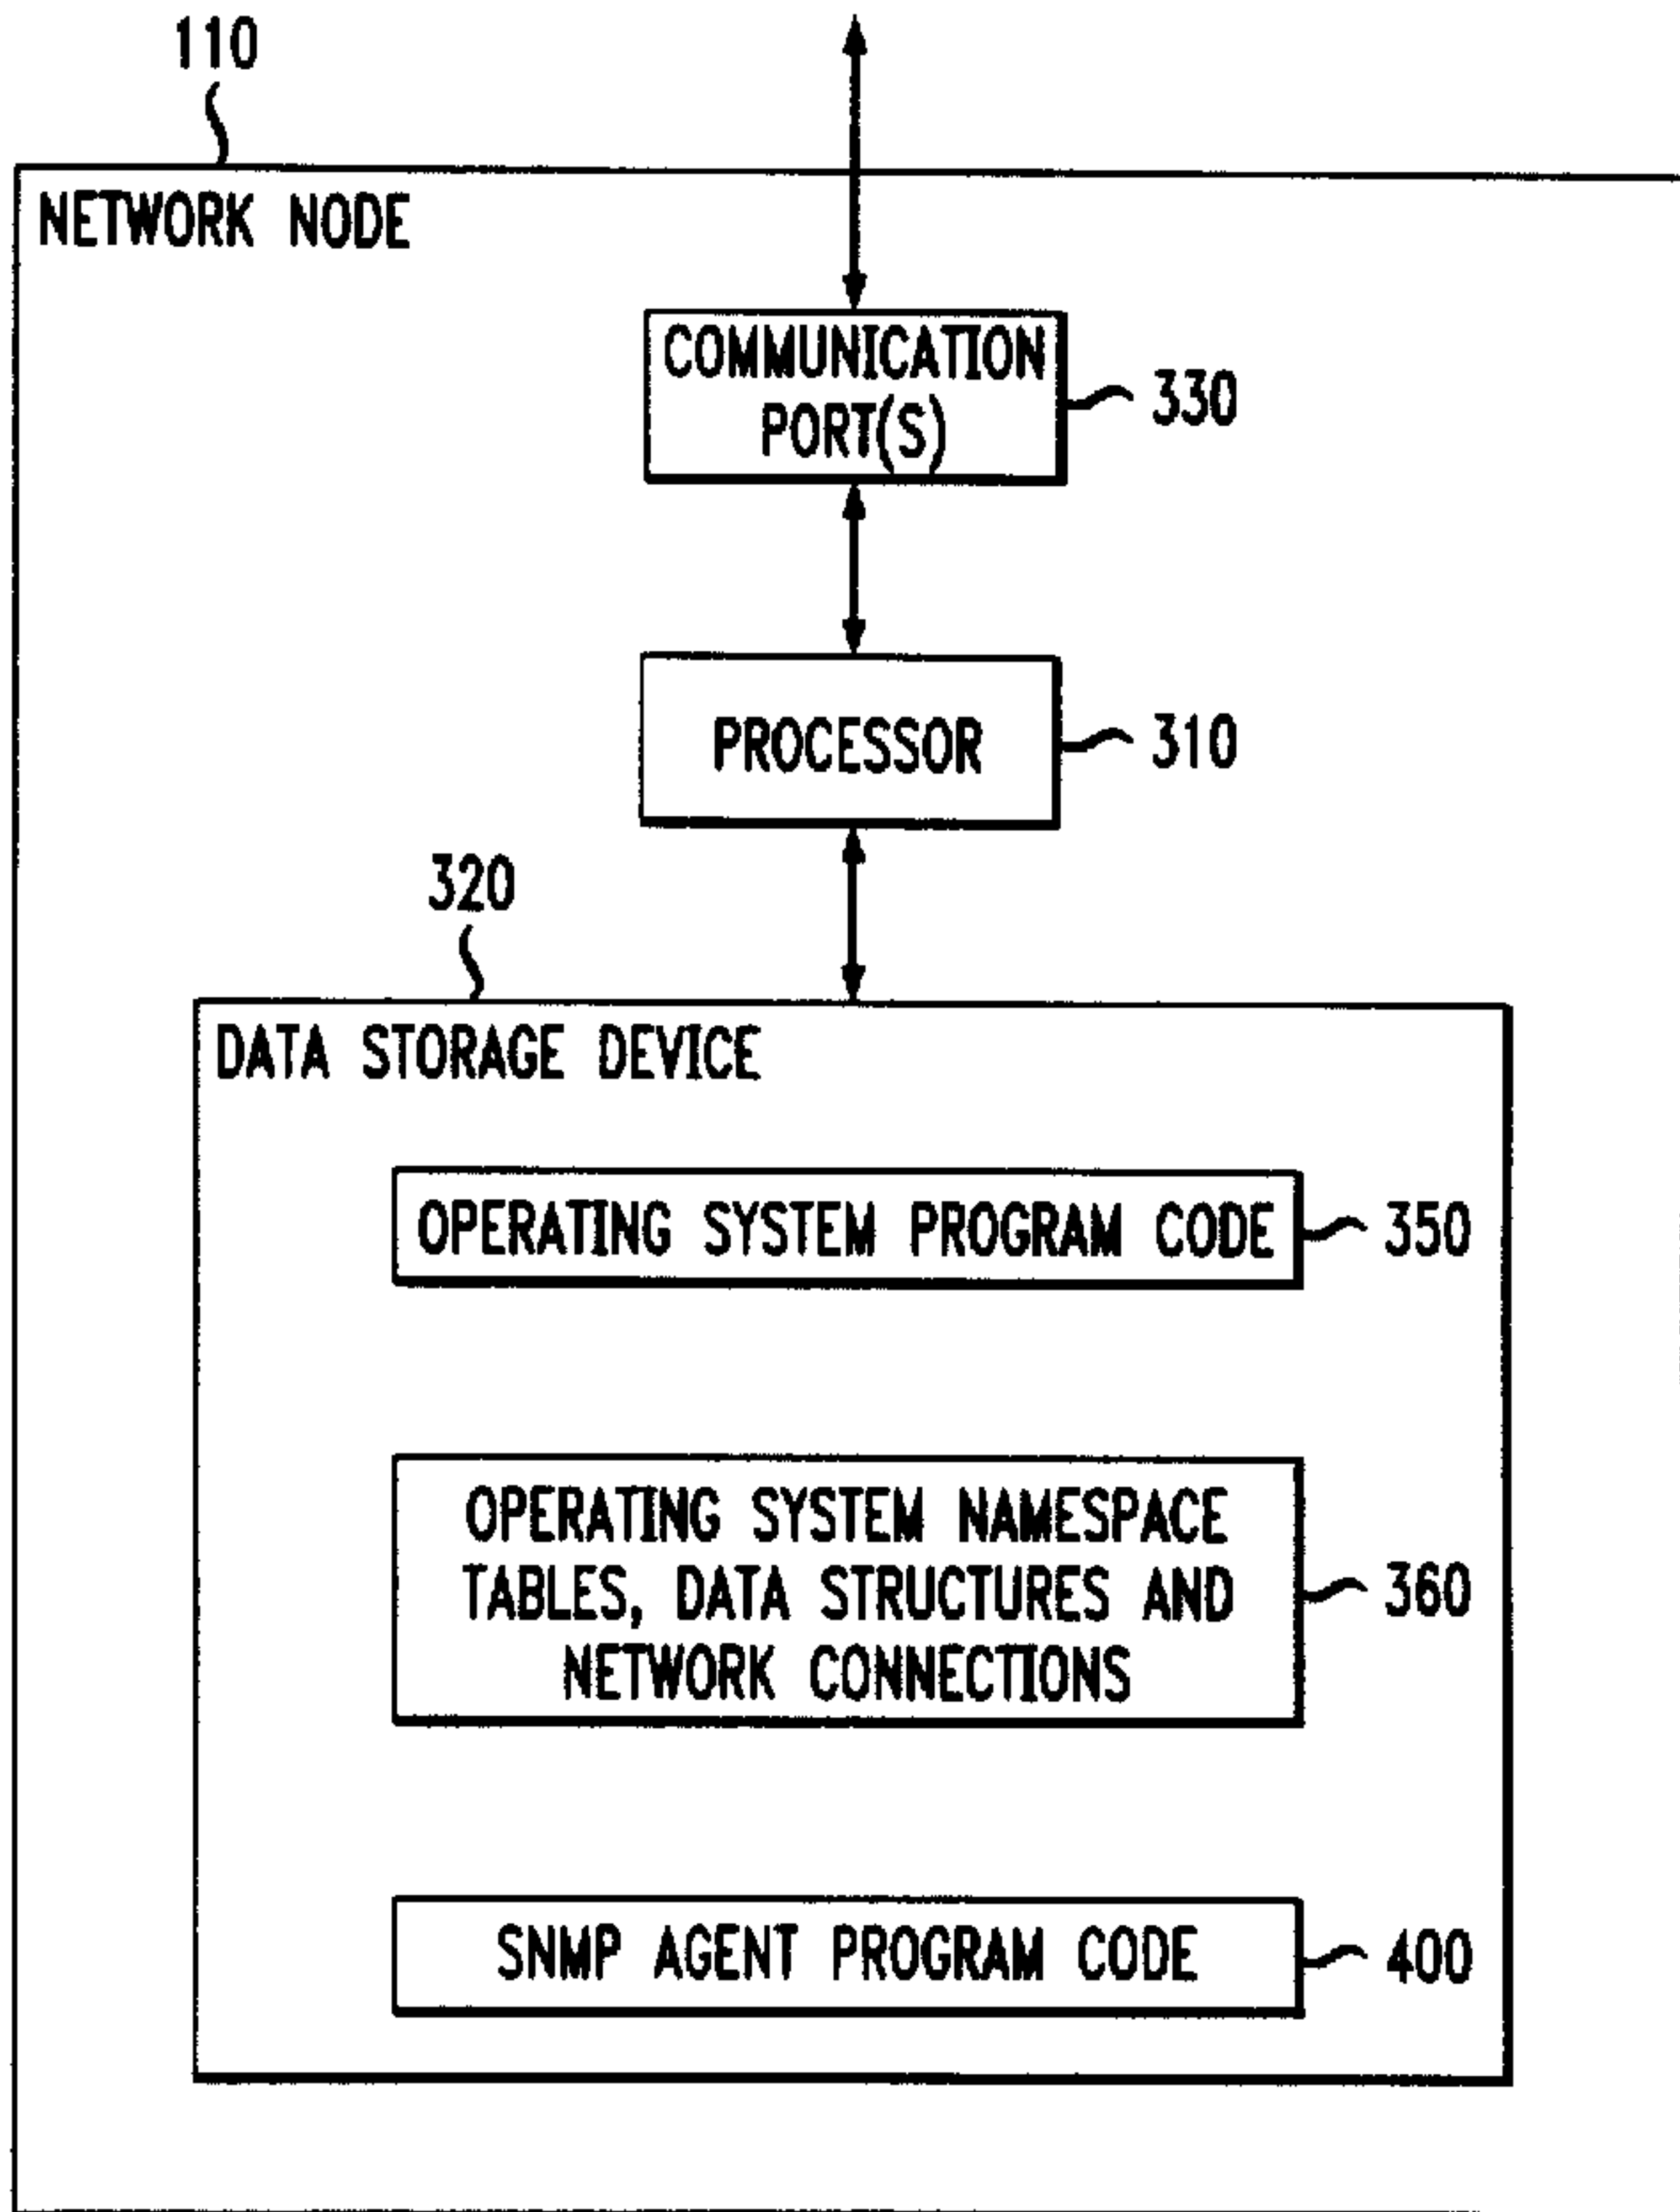 110
NETWORK NODE
COMMUNICATION
PORT(S)
330
PROCESSOR
310
320
DATA STORAGE DEVICE
OPERATING SYSTEM PROGRAM CODE
350
OPERATING SYSTEM NAMESPACE
TABLES, DATA STRUCTURES AND
NETWORK CONNECTIONS
360
SNMP AGENT PROGRAM CODE
400